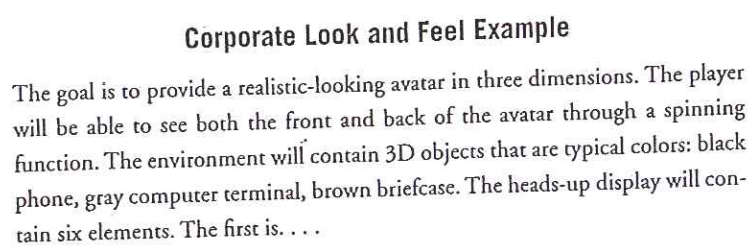 Corporate Look and Feel Example
The goal is to provide a realistic-looking avatar in three dimensions. The player
will be able to see both the front and back of the avatar through a spinning
function. The environment will contain 3D objects that are typical colors: black
phone, gray computer terminal, brown briefcase. The heads-up display will con-
tain six elements. The first is. . . .